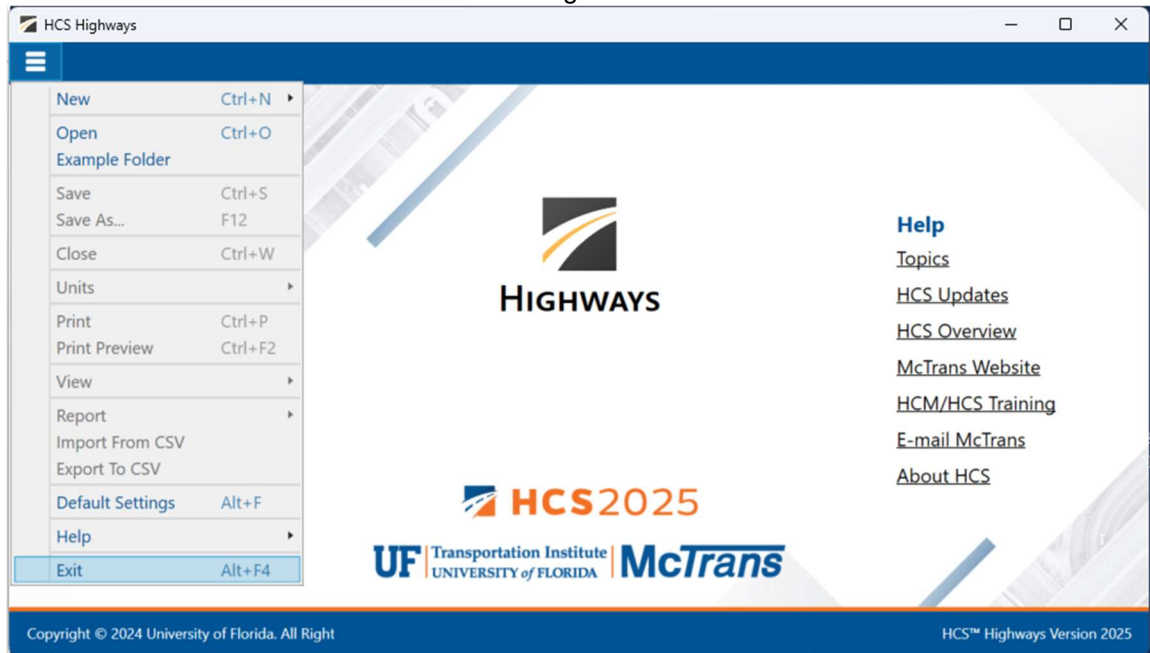 HCS Highways
New Ctrl+N
Open Ctrl+O
Example Folder
Save Ctrl+S
Save As... F12
Close Ctrl+W
Units
Print Ctrl+P
Print Preview Ctrl+F2
View
Report
Import From CSV
Export To CSV
Default Settings Alt+F
Help
Exit Alt+F4
HIGHWAYS
Help
Topics
HCS Updates
HCS Overview
McTrans Website
HCM/HCS Training
E-mail McTrans
About HCS
HCS2025
UF Transportation Institute
UNIVERSITY of FLORIDA
McTrans
Copyright © 2024 University of Florida. All Right
HCS™ Highways Version 2025